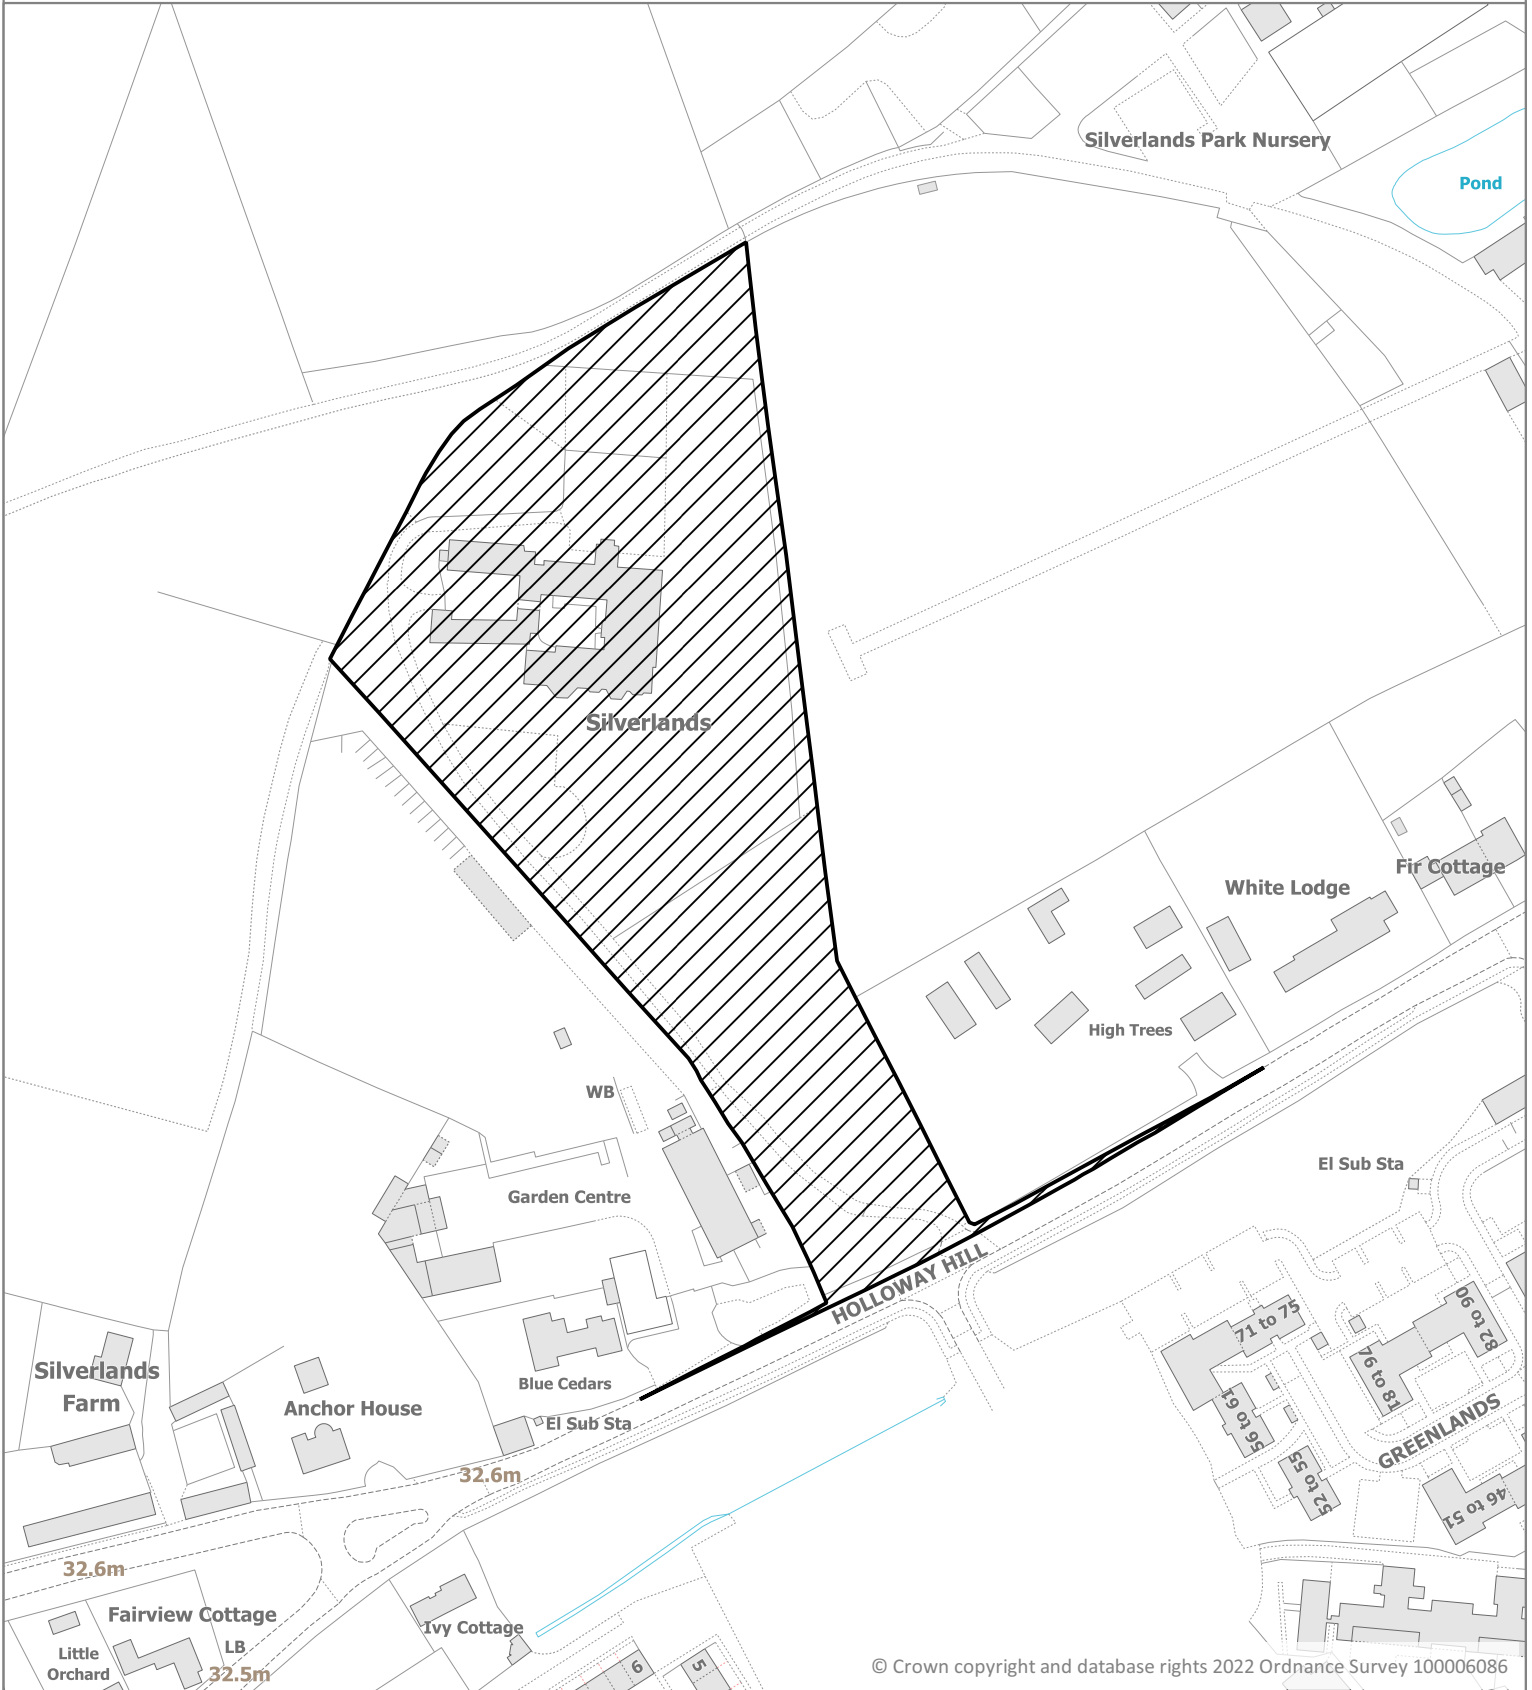 Silverlands Park Nursery
Pond
Silverlands
Fir Cottage
White Lodge
High Trees
WB
El Sub Sta
Garden Centre
HOLLOWAY HILL
71 to 75
82 to 90
76 to 81
Silverlands
Farm
Blue Cedars
Anchor House
El Sub Sta
56 to 61
GREENLANDS
32.6m
52 to 55
46 to 51
32.6m
Fairview Cottage
Ivy Cottage
LB
Little
Orchard
32.5m
6
5
© Crown copyright and database rights 2022 Ordnance Survey 100006086